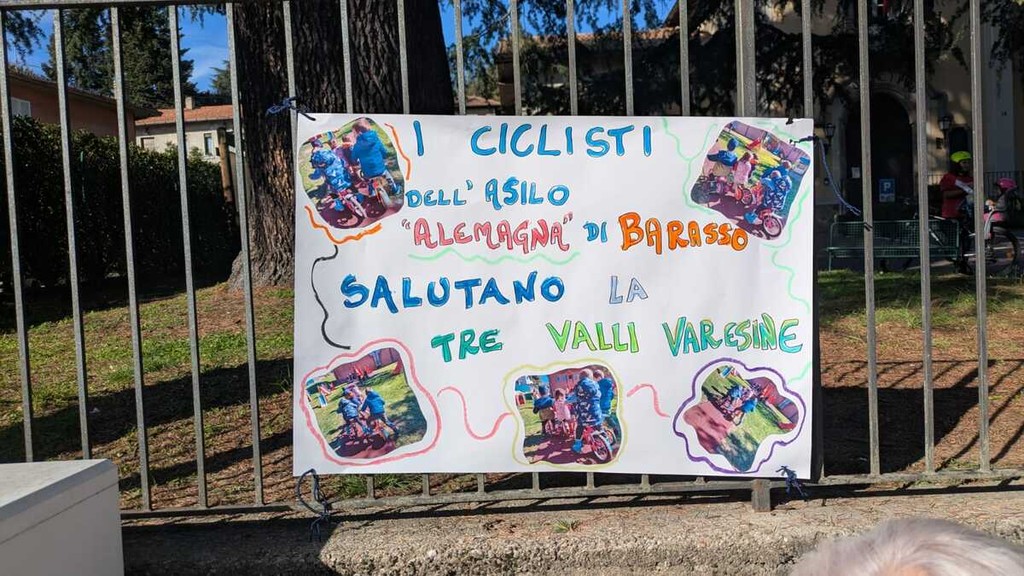 I CICLISTI
DELL' ASILO
"ALEMAGNA" DI BARASSO
SALUTANO LA
TRE VALLI VARESINE
P